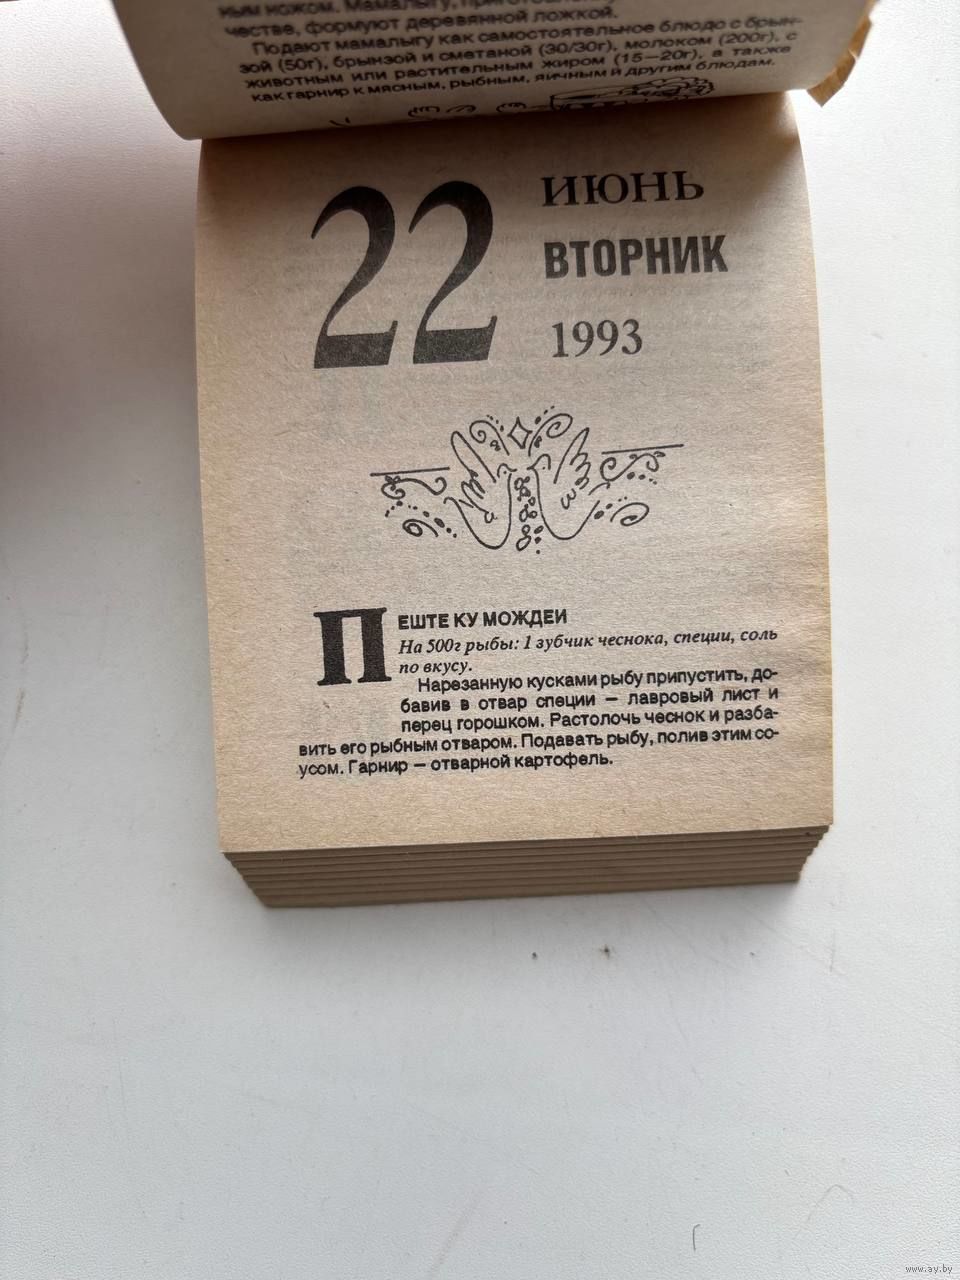 ным ножом. Мамалыгу,
честве, формуют деревянной ложкой.
Подают мамалыгу как самостоятельное блюдо с брын-
зой (50г), брынзой и сметаной (30/30г), молоком (200г), с
животным или растительным жиром (15—20г), а также
как гарнир к мясным, рыбным, яичным и другим блюдам.
22
ИЮНЬ
ВТОРНИК
1993
ПЕШТЕ КУ МОЖДЕИ
На 500г рыбы: 1 зубчик чеснока, специи, соль
по вкусу.
Нарезанную кусками рыбу припустить, до-
бавив в отвар специи — лавровый лист и
перец горошком. Растолочь чеснок и разба-
вить его рыбным отваром. Подавать рыбу, полив этим со-
усом. Гарнир — отварной картофель.
www.ay.by